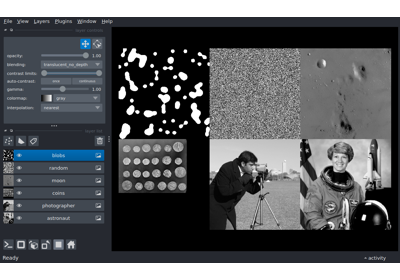 File View Layers Plugins Window Help
opacity: 1.00
blending: translucent_no_depth
contrast limits:
auto-contrast: once continuous
gamma: 1.00
colormap: gray
interpolation: nearest
blobs
random
moon
coins
photographer
astronaut
Ready
activity